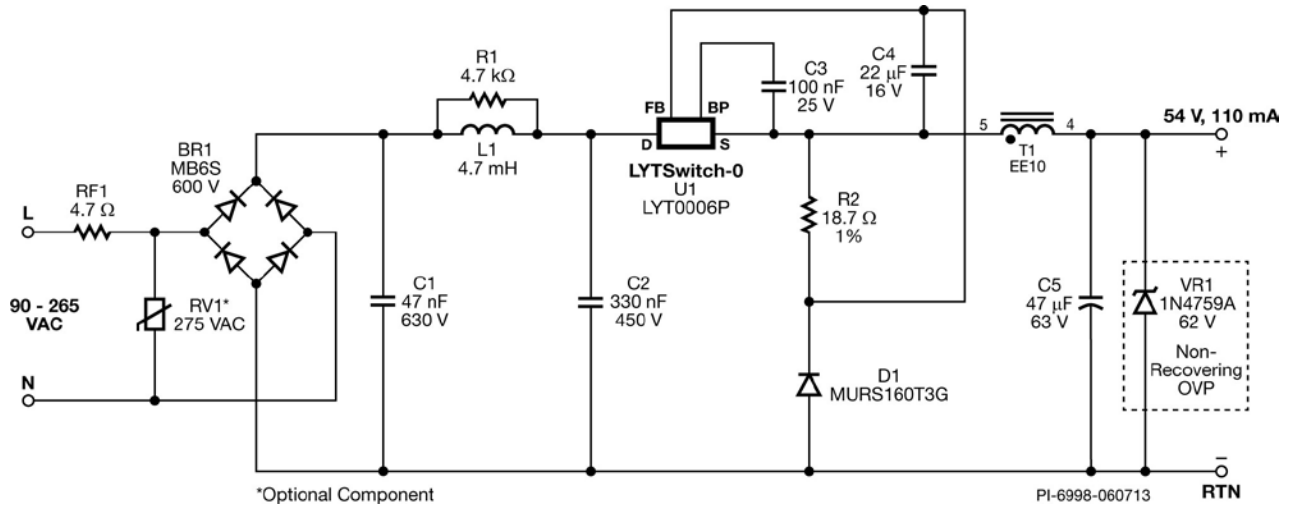 R1
4.7 kΩ
L1
4.7 mH
BR1
MB6S
600 V
RF1
4.7 Ω
L
90 - 265
VAC
N
RV1*
275 VAC
C1
47 nF
630 V
C2
330 nF
450 V
FB
BP
D
S
LYTSwitch-0
U1
LYT0006P
C3
100 nF
25 V
C4
22 µF
16 V
R2
18.7 Ω
1%
D1
MURS160T3G
5
4
T1
EE10
54 V, 110 mA
+
C5
47 µF
63 V
VR1
1N4759A
62 V
Non-
Recovering
OVP
*Optional Component
PI-6998-060713
–
RTN